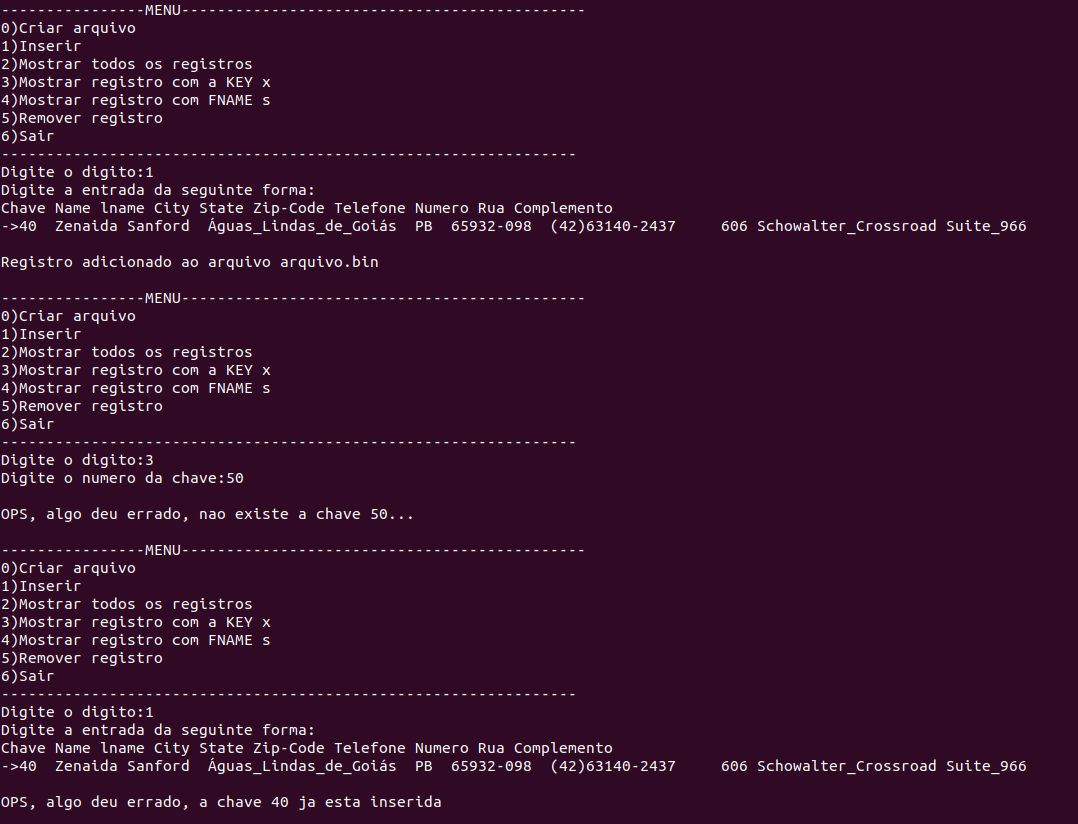 ----------------MENU---------------------------------------------
0)Criar arquivo
1)Inserir
2)Mostrar todos os registros
3)Mostrar registro com a KEY x
4)Mostrar registro com FNAME s
5)Remover registro
6)Sair
----------------------------------------------------------------
Digite o digito:1
Digite a entrada da seguinte forma:
Chave Name lname City State Zip-Code Telefone Numero Rua Complemento
->40  Zenaida Sanford  Águas_Lindas_de_Goiás  PB  65932-098  (42)63140-2437     606 Schowalter_Crossroad Suite_966
Registro adicionado ao arquivo arquivo.bin
----------------MENU---------------------------------------------
0)Criar arquivo
1)Inserir
2)Mostrar todos os registros
3)Mostrar registro com a KEY x
4)Mostrar registro com FNAME s
5)Remover registro
6)Sair
----------------------------------------------------------------
Digite o digito:3
Digite o numero da chave:50
OPS, algo deu errado, nao existe a chave 50...
----------------MENU---------------------------------------------
0)Criar arquivo
1)Inserir
2)Mostrar todos os registros
3)Mostrar registro com a KEY x
4)Mostrar registro com FNAME s
5)Remover registro
6)Sair
----------------------------------------------------------------
Digite o digito:1
Digite a entrada da seguinte forma:
Chave Name lname City State Zip-Code Telefone Numero Rua Complemento
->40  Zenaida Sanford  Águas_Lindas_de_Goiás  PB  65932-098  (42)63140-2437     606 Schowalter_Crossroad Suite_966
OPS, algo deu errado, a chave 40 ja esta inserida